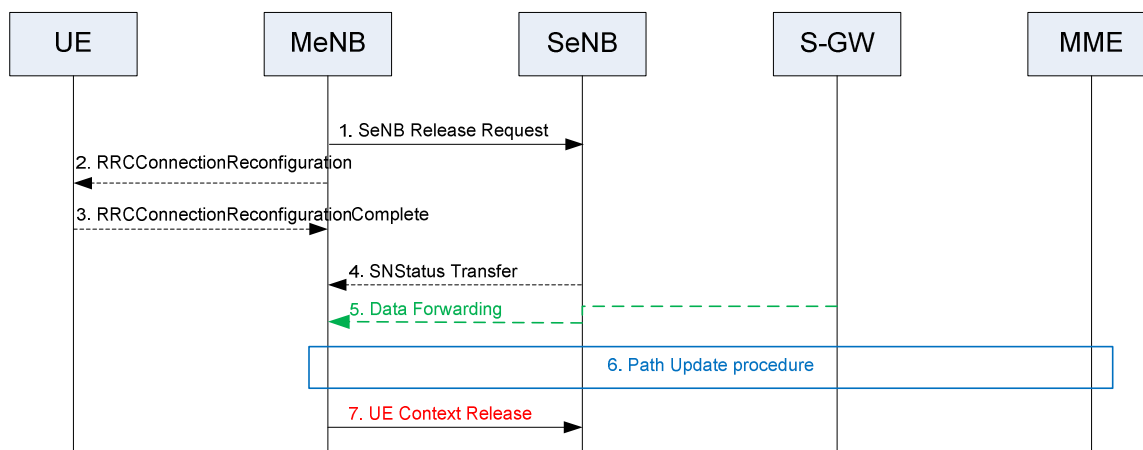 UE MeNB SeNB S-GW MME
1. SeNB Release Request
2. RRCConnectionReconfiguration
3. RRCConnectionReconfigurationComplete
4. SNStatus Transfer
5. Data Forwarding
6. Path Update procedure
7. UE Context Release